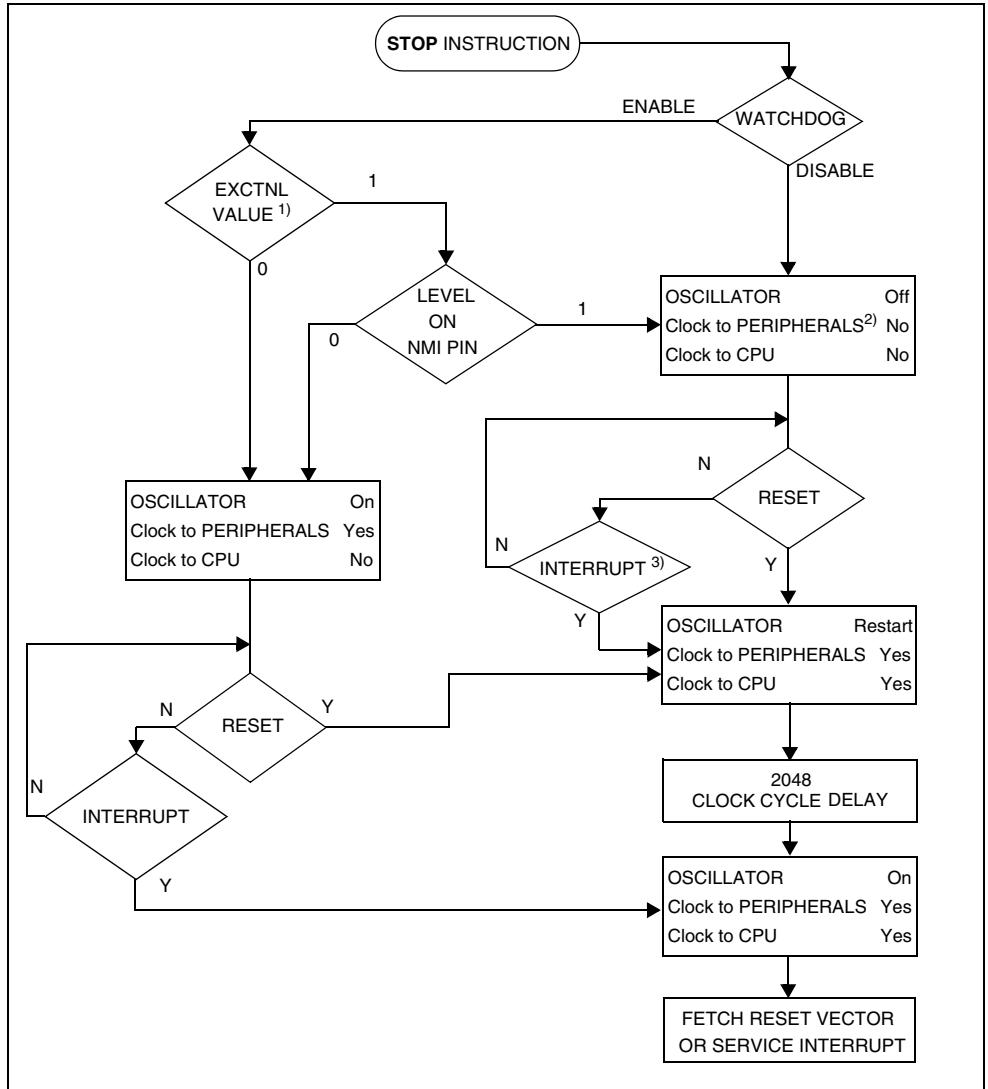 STOP INSTRUCTION
ENABLE
WATCHDOG
DISABLE
EXCTNL
VALUE 1)
1
0
LEVEL
ON
NMI PIN
1
0
OSCILLATOR Off
Clock to PERIPHERALS2) No
Clock to CPU No
N
RESET
Y
N
INTERRUPT 3)
Y
OSCILLATOR On
Clock to PERIPHERALS Yes
Clock to CPU No
OSCILLATOR Restart
Clock to PERIPHERALS Yes
Clock to CPU Yes
N
RESET
Y
N
INTERRUPT
Y
2048
CLOCK CYCLE DELAY
OSCILLATOR On
Clock to PERIPHERALS Yes
Clock to CPU Yes
FETCH RESET VECTOR
OR SERVICE INTERRUPT